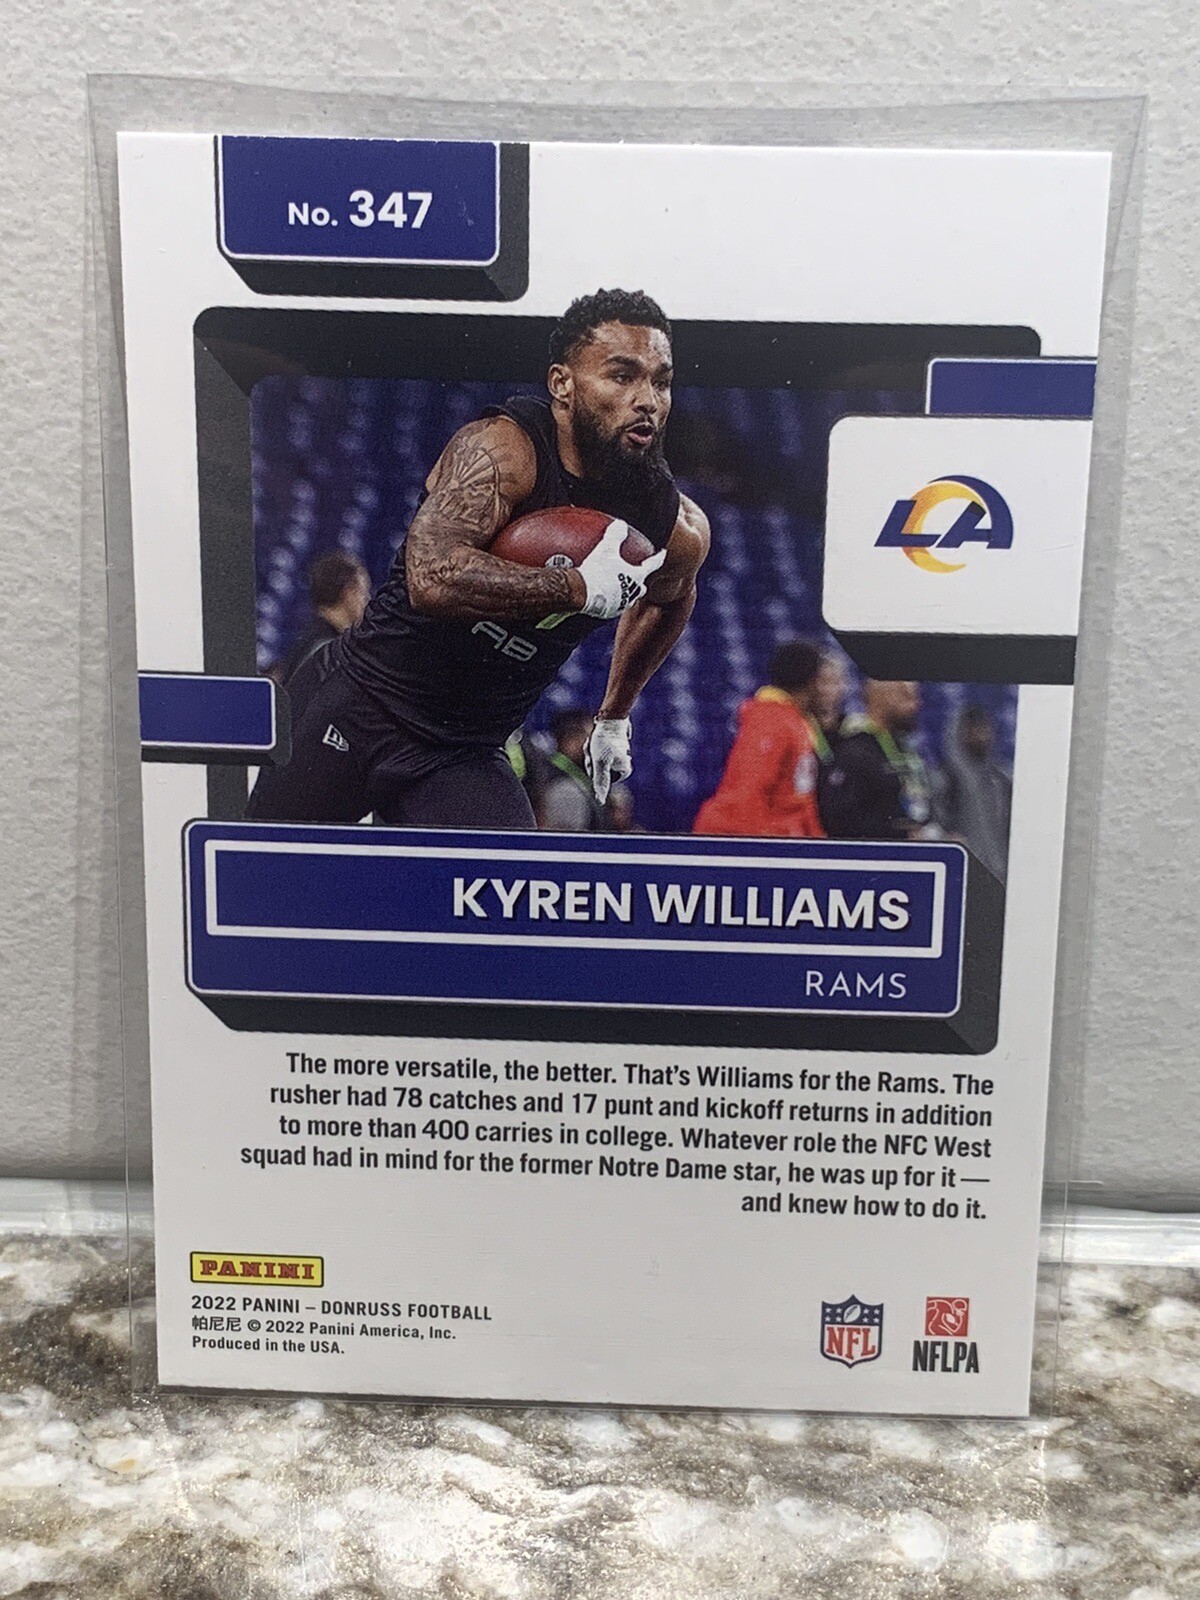 No. 347
LA
adidas
RB
KYREN WILLIAMS
RAMS
The more versatile, the better. That's Williams for the Rams. The
rusher had 78 catches and 17 punt and kickoff returns in addition
to more than 400 carries in college. Whatever role the NFC West
squad had in mind for the former Notre Dame star, he was up for it —
and knew how to do it.
PANINI
2022 PANINI – DONRUSS FOOTBALL
帕尼尼 © 2022 Panini America, Inc.
Produced in the USA.
NFL
NFLPA